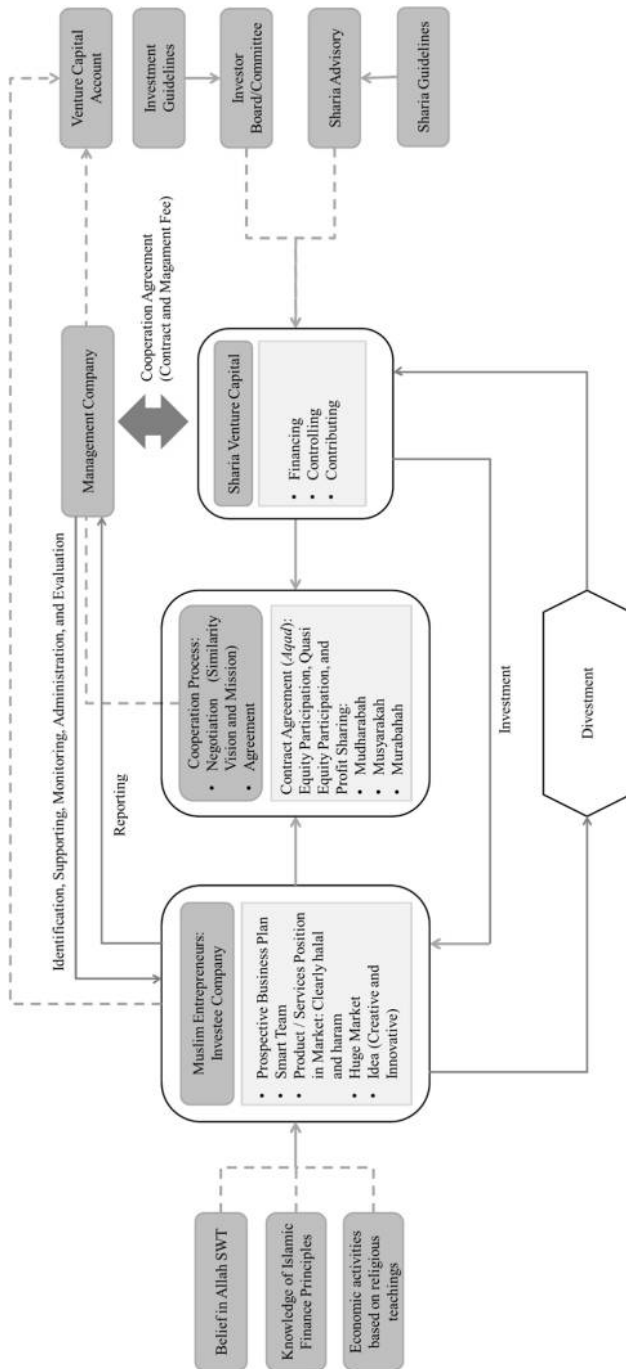 Belief in Allah SWT
Knowledge of Islamic
Finance Principles
Economic activities
based on religious
teachings
Identification, Supporting, Monitoring, Administration, and Evaluation
Reporting
Muslim Entrepreneurs:
Investee Company
• Prospective Business Plan
• Smart Team
• Product / Services Position
in Market: Clearly halal
and haram
• Huge Market
• Idea (Creative and
Innovative)
Cooperation Process:
• Negotiation (Similarity
Vision and Mission)
• Agreement
Contract Agreement (Aqad):
Equity Participation, Quasi
Equity Participation, and
Profit Sharing:
• Mudharabah
• Musyarakah
• Murabahah
Management Company
Cooperation Agreement
(Contract and Magament Fee)
Sharia Venture Capital
• Financing
• Controlling
• Contributing
Investment
Divestment
Venture Capital
Account
Investment
Guidelines
Investor
Board/Committee
Sharia Advisory
Sharia Guidelines